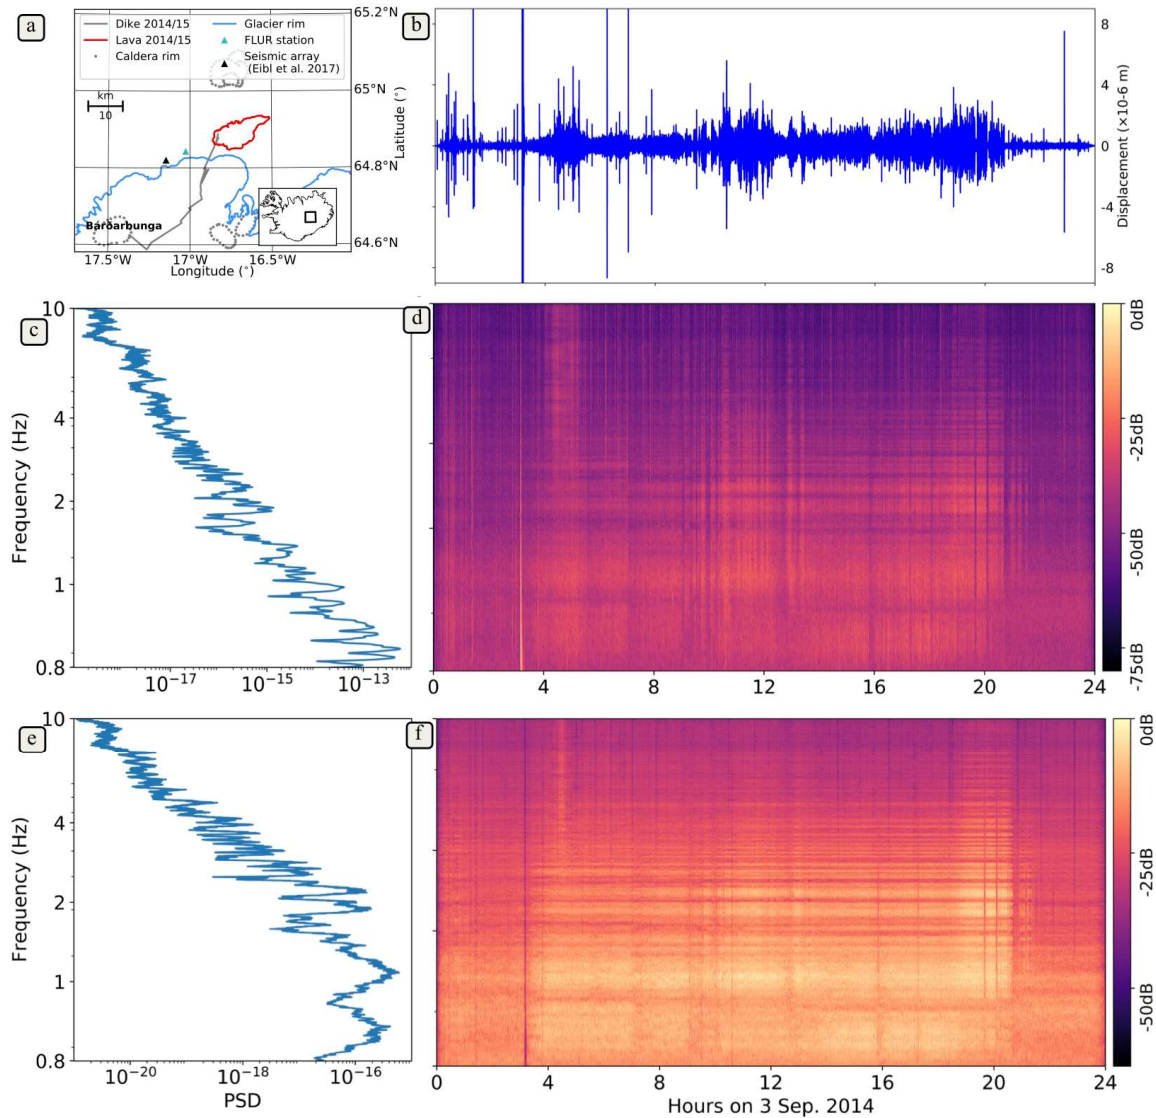 a
Dike 2014/15
Lava 2014/15
Caldera rim
Glacier rim
FLUR station
Seismic array
(Eibl et al. 2017)
km
10
Bárðarbunga
65.2°N
65°N
64.8°N
64.6°N
Latitude (°)
17.5°W 17°W 16.5°W
Longitude (°)
b
8
4
0
-4
-8
Displacement (×10-6 m)
c
10
4
2
1
0.8
Frequency (Hz)
10-17 10-15 10-13
d
0 4 8 12 16 20 24
0dB
-25dB
-50dB
-75dB
e
10
4
2
1
0.8
Frequency (Hz)
10-20 10-18 10-16
PSD
f
0 4 8 12 16 20 24
Hours on 3 Sep. 2014
0dB
-25dB
-50dB